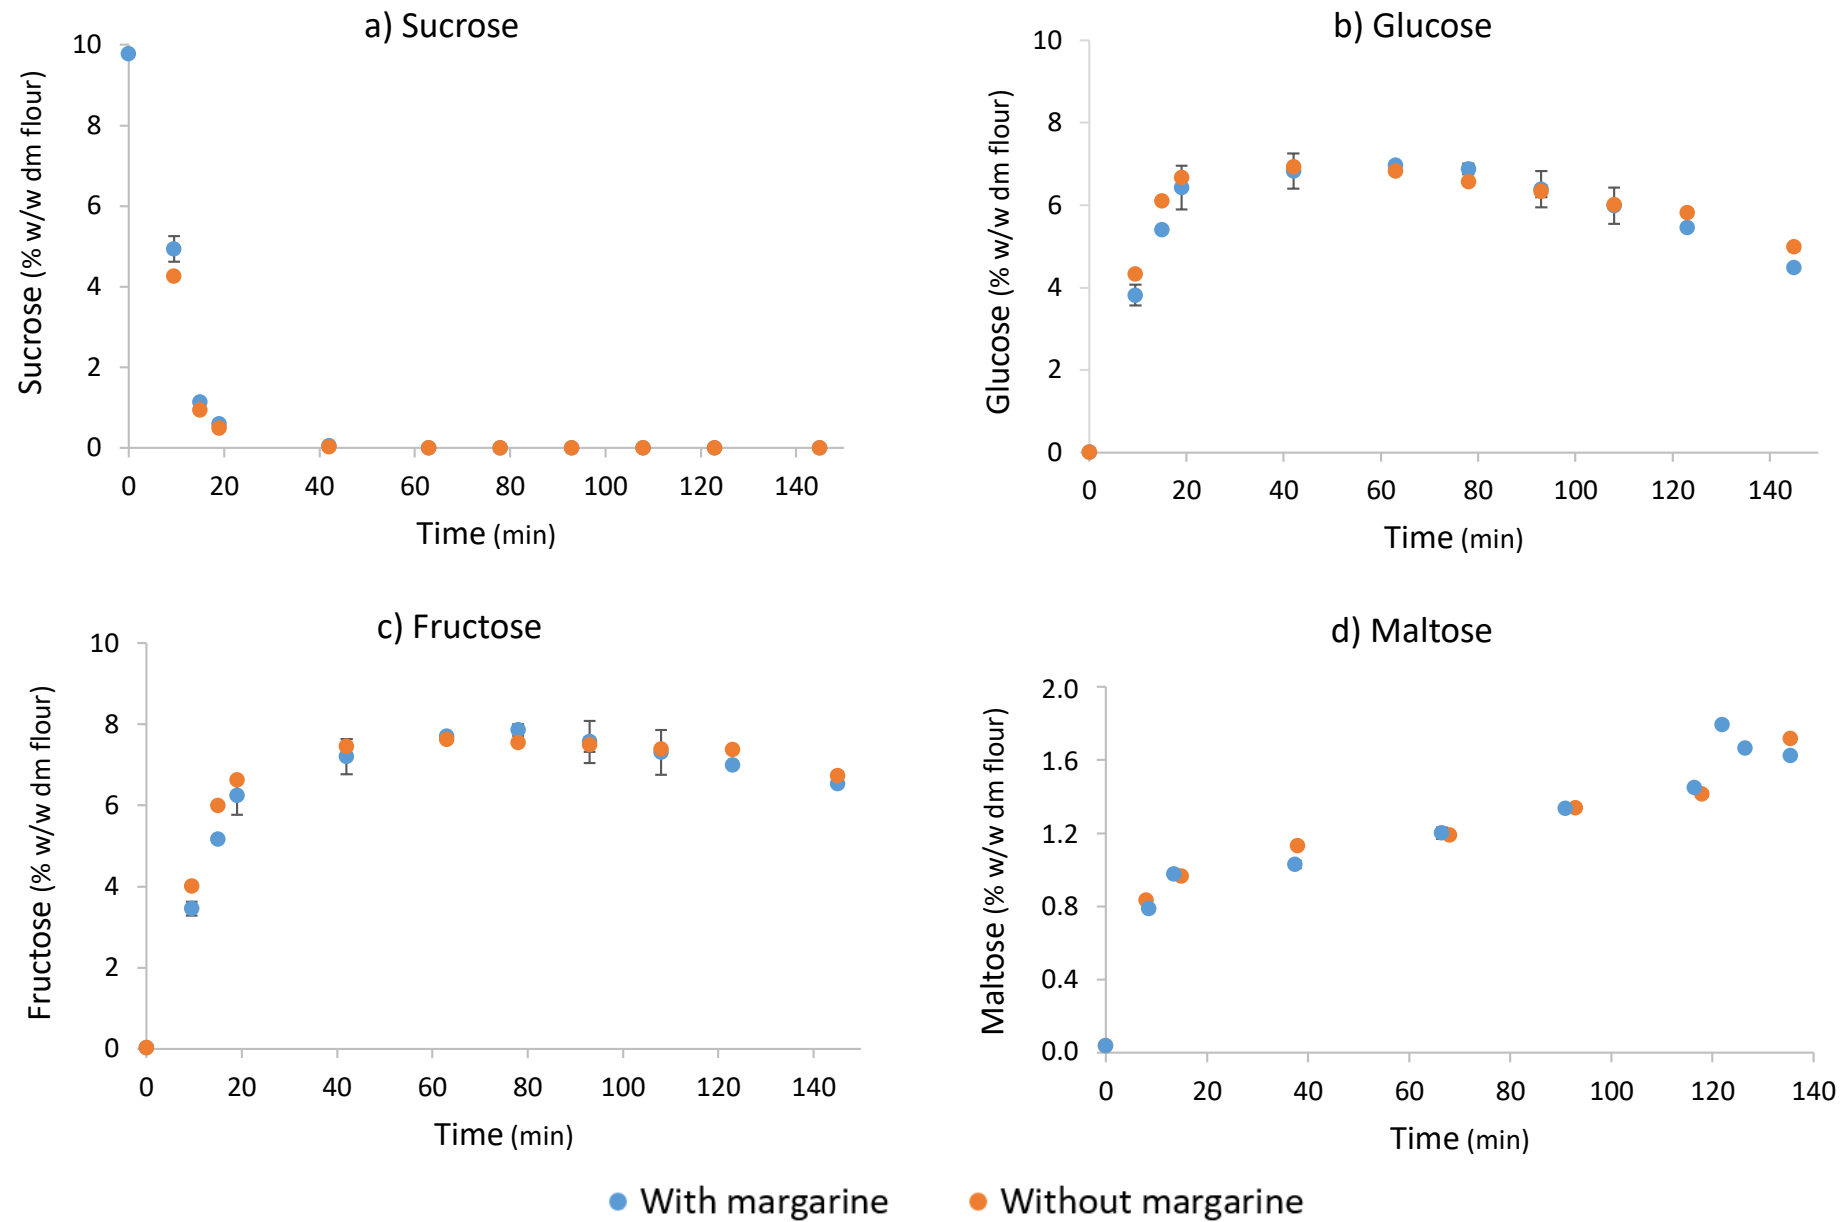 a) Sucrose
Sucrose (% w/w dm flour)
10
8
6
4
2
0
0 20 40 60 80 100 120 140
Time (min)
b) Glucose
Glucose (% w/w dm flour)
10
8
6
4
2
0
0 20 40 60 80 100 120 140
Time (min)
c) Fructose
Fructose (% w/w dm flour)
10
8
6
4
2
0
0 20 40 60 80 100 120 140
Time (min)
d) Maltose
Maltose (% w/w dm flour)
2.0
1.6
1.2
0.8
0.4
0.0
0 20 40 60 80 100 120 140
Time (min)
With margarine
Without margarine